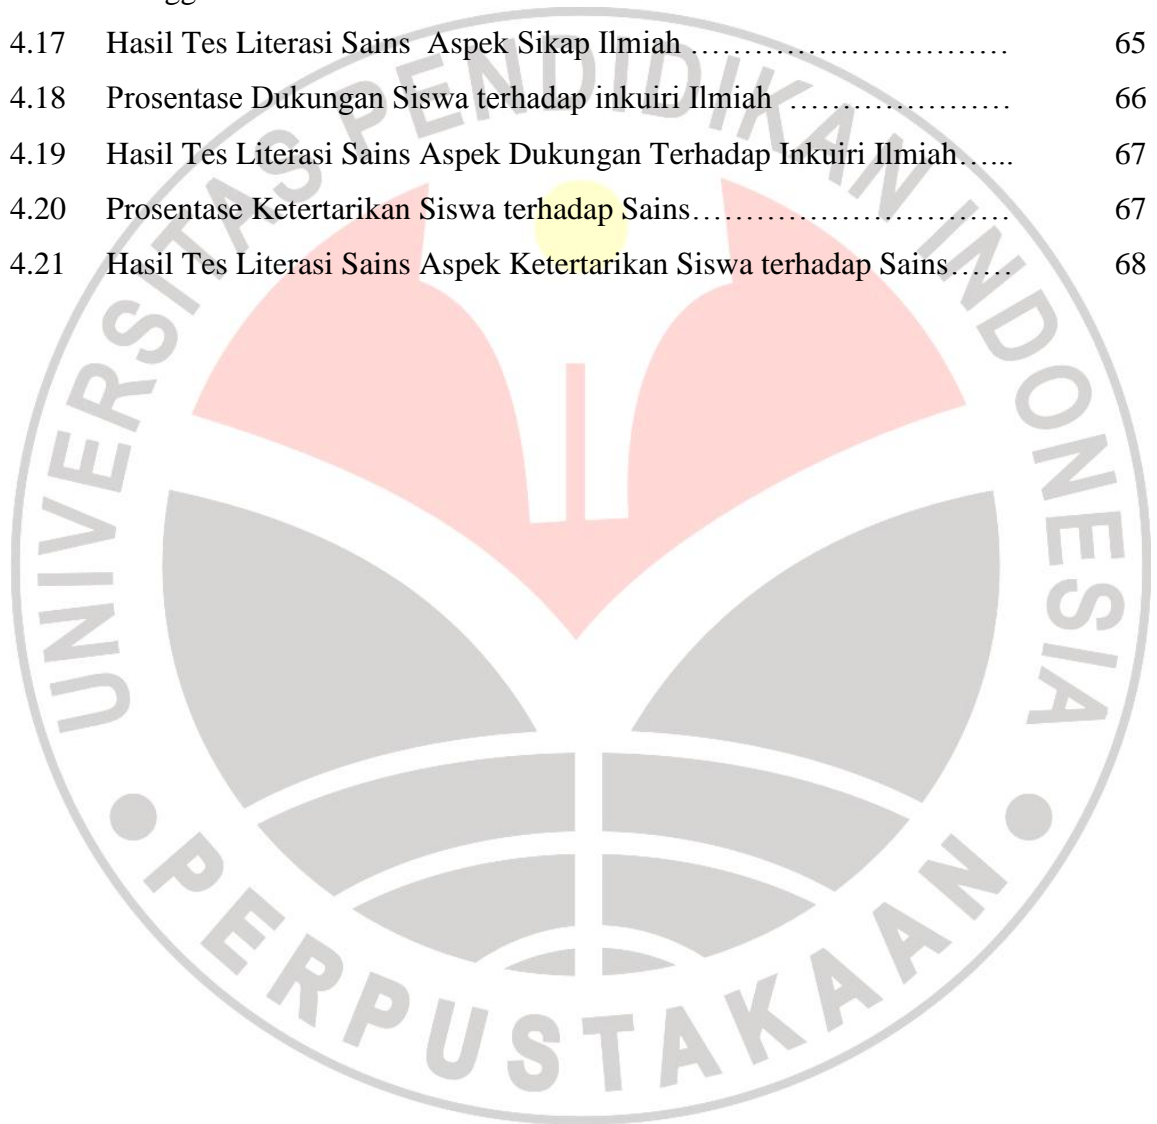 4.17 Hasil Tes Literasi Sains Aspek Sikap Ilmiah ………………………… 65
4.18 Prosentase Dukungan Siswa terhadap inkuiri Ilmiah ………………… 66
4.19 Hasil Tes Literasi Sains Aspek Dukungan Terhadap Inkuiri Ilmiah…... 67
4.20 Prosentase Ketertarikan Siswa terhadap Sains………………………… 67
4.21 Hasil Tes Literasi Sains Aspek Ketertarikan Siswa terhadap Sains…… 68
UNIVERSITAS PENDIDIKAN INDONESIA
PERPUSTAKAAN